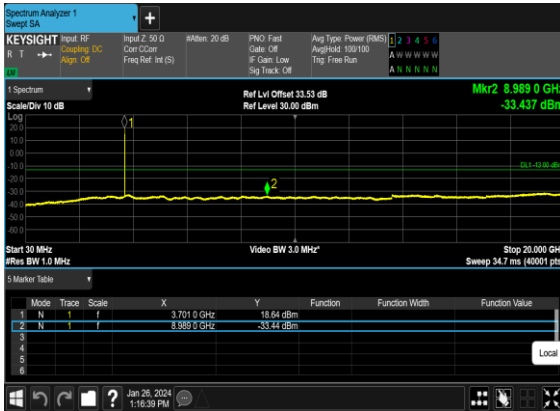 Spectrum Analyzer 1
Swept SA
+
KEYSIGHT Input: RF Input Z: 50 Ω #Atten: 20 dB PNO: Fast Avg Type: Power (RMS) 1 2 3 4 5 6
R T Coupling: DC Corr CCorr Gate: Off Avg|Hold: 100/100 A W W W W W
Align: Off Freq Ref: Int (S) IF Gain: Low Trig: Free Run
Sig Track: Off A N N N N N
1 Spectrum Ref Lvl Offset 33.53 dB Mkr2 8.989 0 GHz
Scale/Div 10 dB Ref Level 30.00 dBm -33.437 dBm
Log
20.0
10.0
0.00
-10.0
-20.0
-30.0
-40.0
-50.0
-60.0
1
2
DL1 -13.00 dBm
Start 30 MHz Video BW 3.0 MHz* Stop 20.000 GHz
#Res BW 1.0 MHz Sweep 34.7 ms (40001 pts)
5 Marker Table
Mode Trace Scale X Y Function Function Width Function Value
1 N 1 f 3.701 0 GHz 18.64 dBm
2 N 1 f 8.989 0 GHz -33.44 dBm
3
4
5
6
Local
? Jan 26, 2024
1:16:39 PM